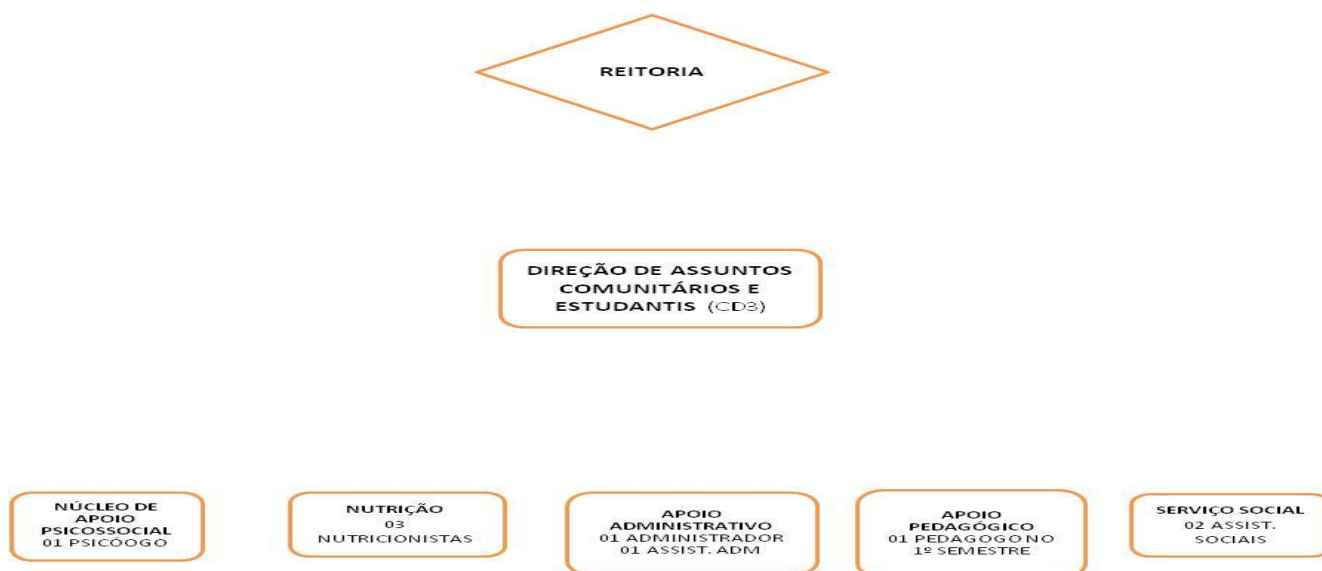 REITORIA
DIREÇÃO DE ASSUNTOS
COMUNITÁRIOS E
ESTUDANTIS (CD3)
NÚCLEO DE
APOIO
PSICOSSOCIAL
01 PSICÓOGO
NUTRIÇÃO
03
NUTRICIONISTAS
APOIO
ADMINISTRATIVO
01 ADMINISTRADOR
01 ASSIST. ADM
APOIO
PEDAGÓGICO
01 PEDAGOGO NO
1º SEMESTRE
SERVIÇO SOCIAL
02 ASSIST.
SOCIAIS